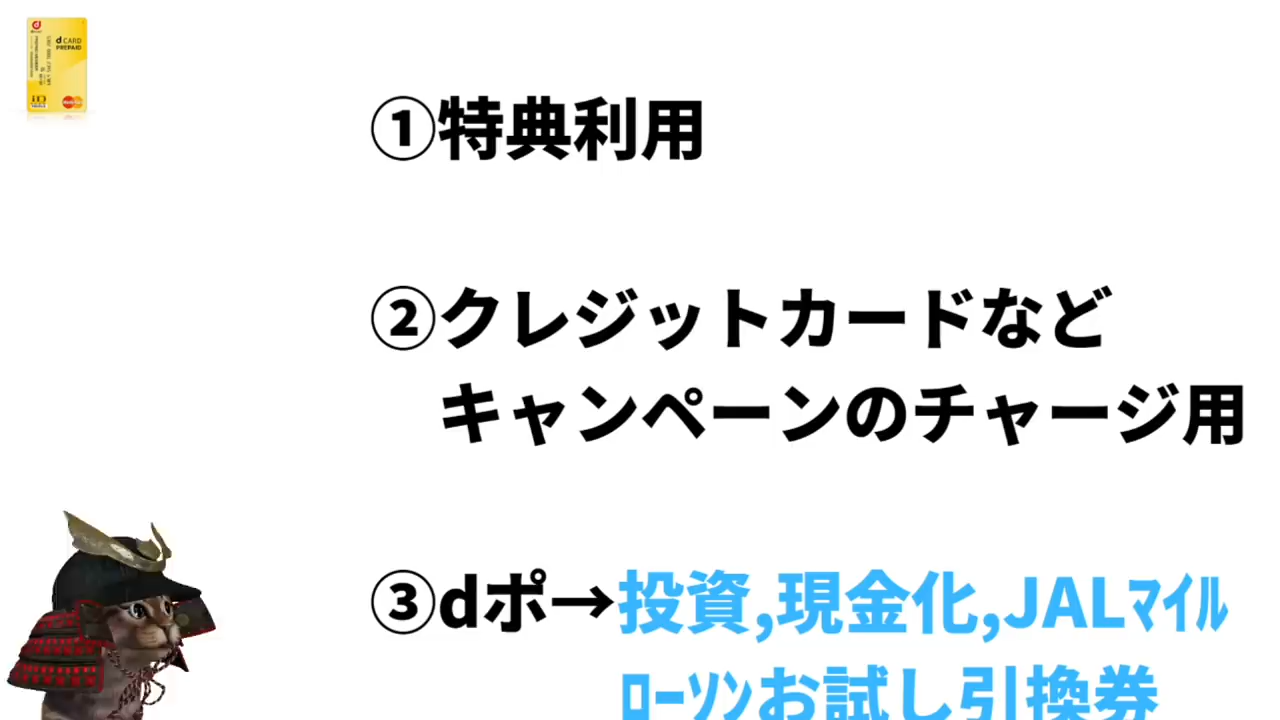 d CARD
PREPAID
①特典利用
②クレジットカードなど
キャンペーンのチャージ用
③dポ→投資,現金化,JALﾏｲﾙ
ﾛｰｿﾝお試し引換券